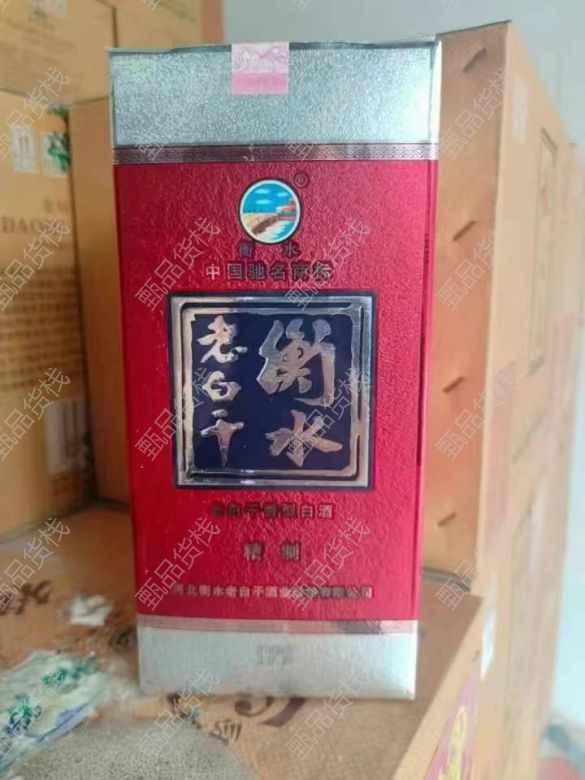 ®
衡 水
中国驰名商标
衡水
老白干
老白干香型白酒
精制
河北衡水老白干酒业股份有限公司
DAO
甄品货栈